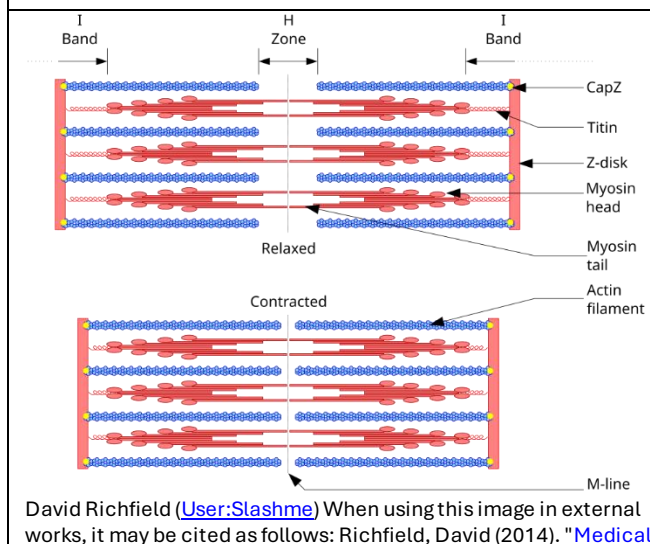 I
Band
H
Zone
I
Band
CapZ
Titin
Z-disk
Myosin
head
Relaxed
Myosin
tail
Contracted
Actin
filament
M-line
David Richfield (User:Slashme) When using this image in external
works, it may be cited as follows: Richfield, David (2014). "Medical